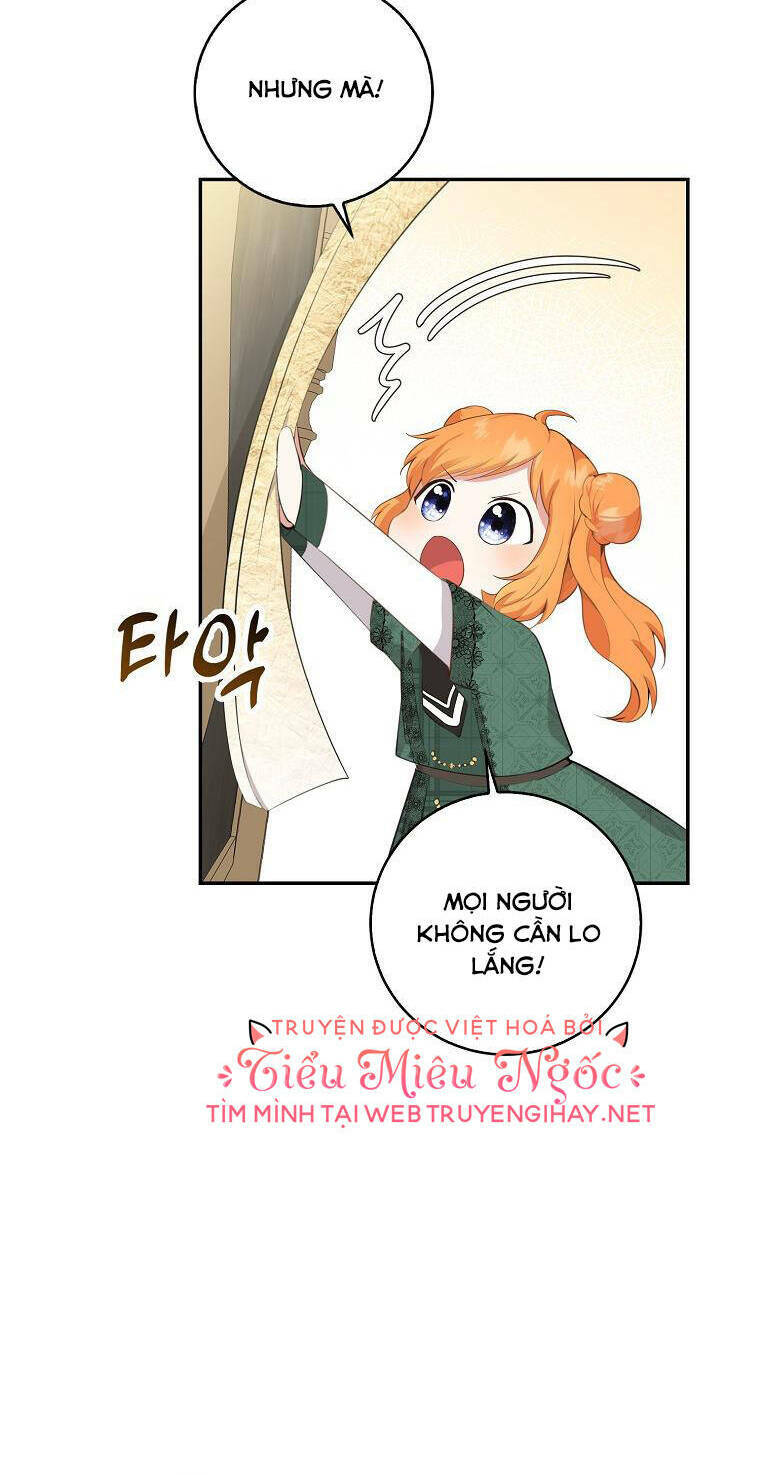 NHƯNG MÀ!
타악
MỌI NGƯỜI
KHÔNG CẦN LO
LẮNG!
TRUYỆN ĐƯỢC VIỆT HOÁ BỞI
Tiểu Miêu Ngốc
TÌM MÌNH TẠI WEB TRUYENGIHAY.NET